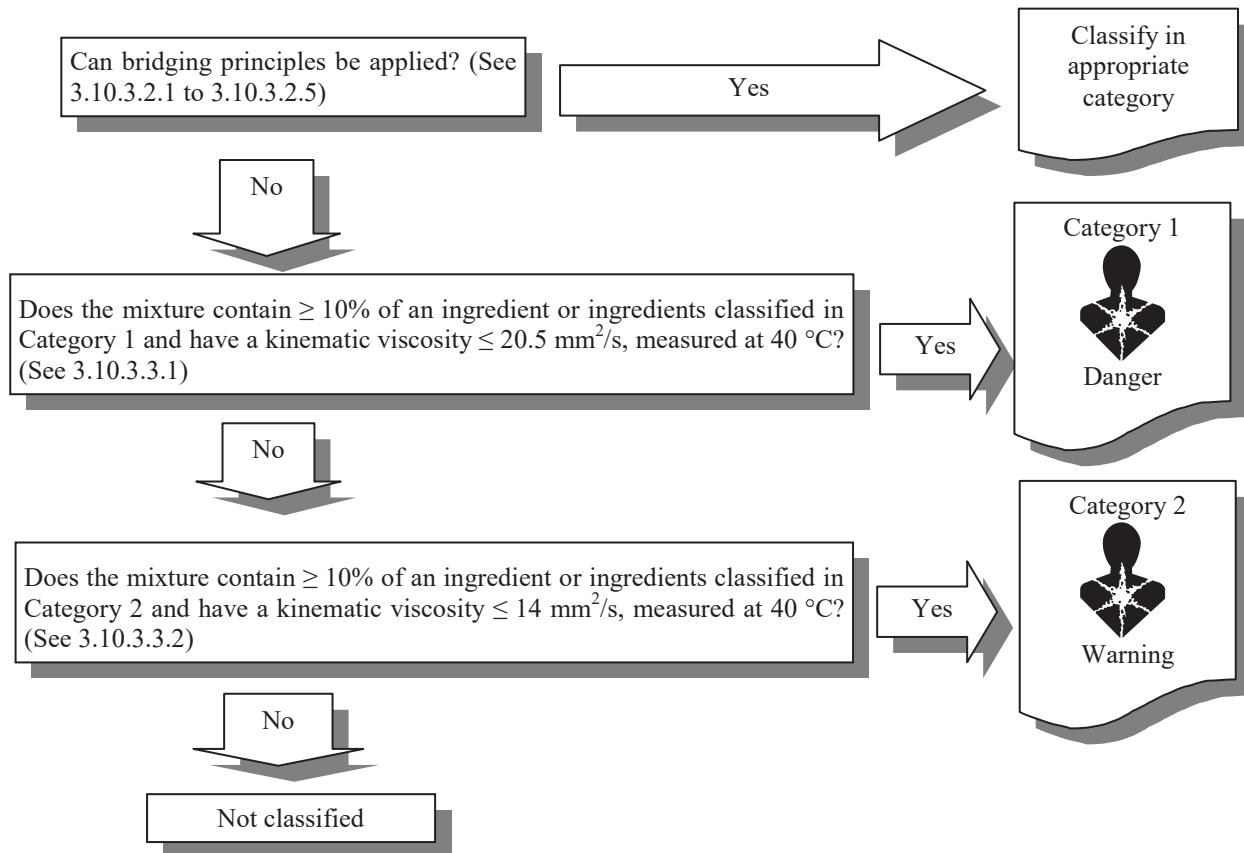 Can bridging principles be applied? (See
3.10.3.2.1 to 3.10.3.2.5)
Yes
Classify in
appropriate
category
No
Does the mixture contain ≥ 10% of an ingredient or ingredients classified in
Category 1 and have a kinematic viscosity ≤ 20.5 mm²/s, measured at 40 °C?
(See 3.10.3.3.1)
Yes
Category 1
Danger
No
Does the mixture contain ≥ 10% of an ingredient or ingredients classified in
Category 2 and have a kinematic viscosity ≤ 14 mm²/s, measured at 40 °C?
(See 3.10.3.3.2)
Yes
Category 2
Warning
No
Not classified